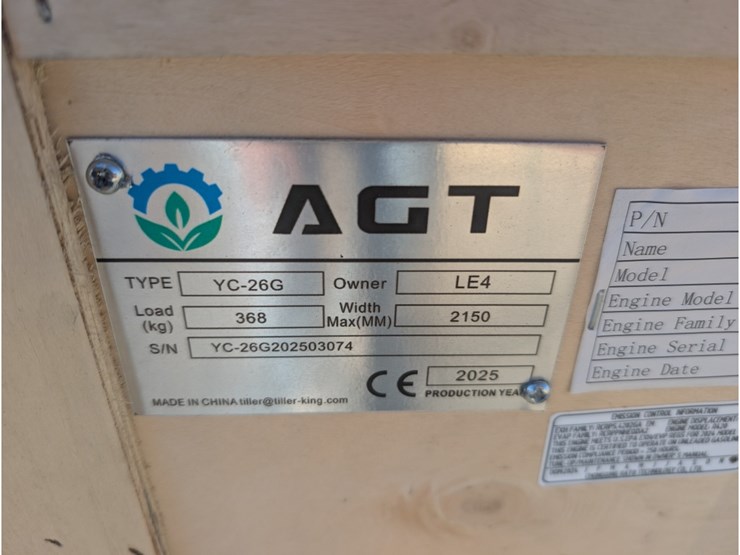 AGT
TYPE YC-26G Owner LE4
Load (kg) 368 Width Max(MM) 2150
S/N YC-26G202503074
CE 2025
MADE IN CHINA tiller@tiller-king.com PRODUCTION YEA
P/N
Name
Model
Engine Model
Engine Family
Engine Serial
Engine Date
EMISSION CONTROL INFORMATION